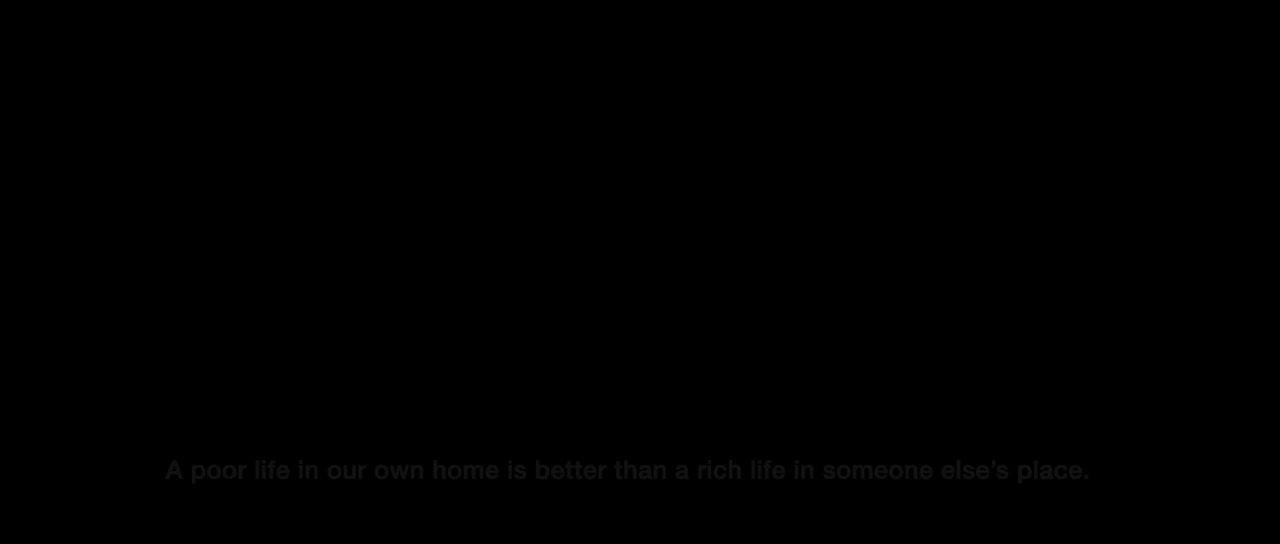 A poor life in our own home is better than a rich life in someone else’s place.